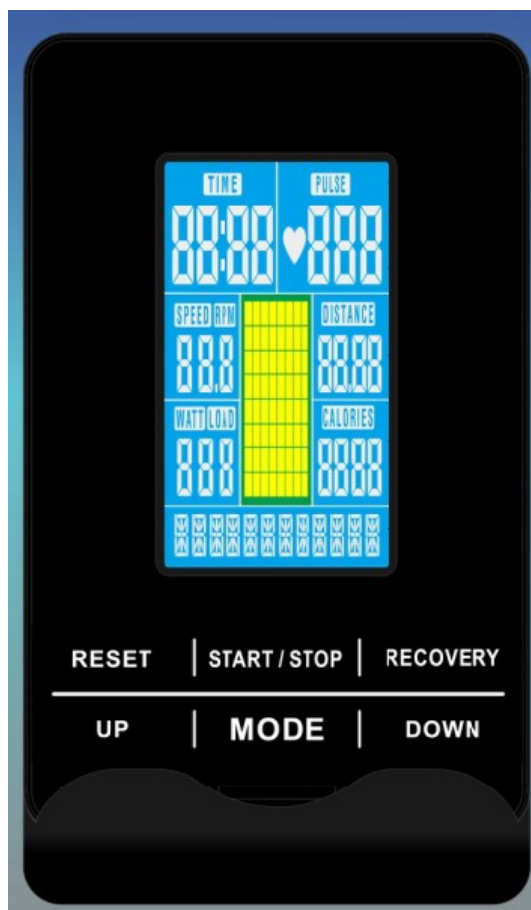 TIME PULSE
88:88 888
SPEED RPM DISTANCE
88.8 88.88
WATT LOAD CALORIES
888 8888
RESET START / STOP RECOVERY
UP MODE DOWN